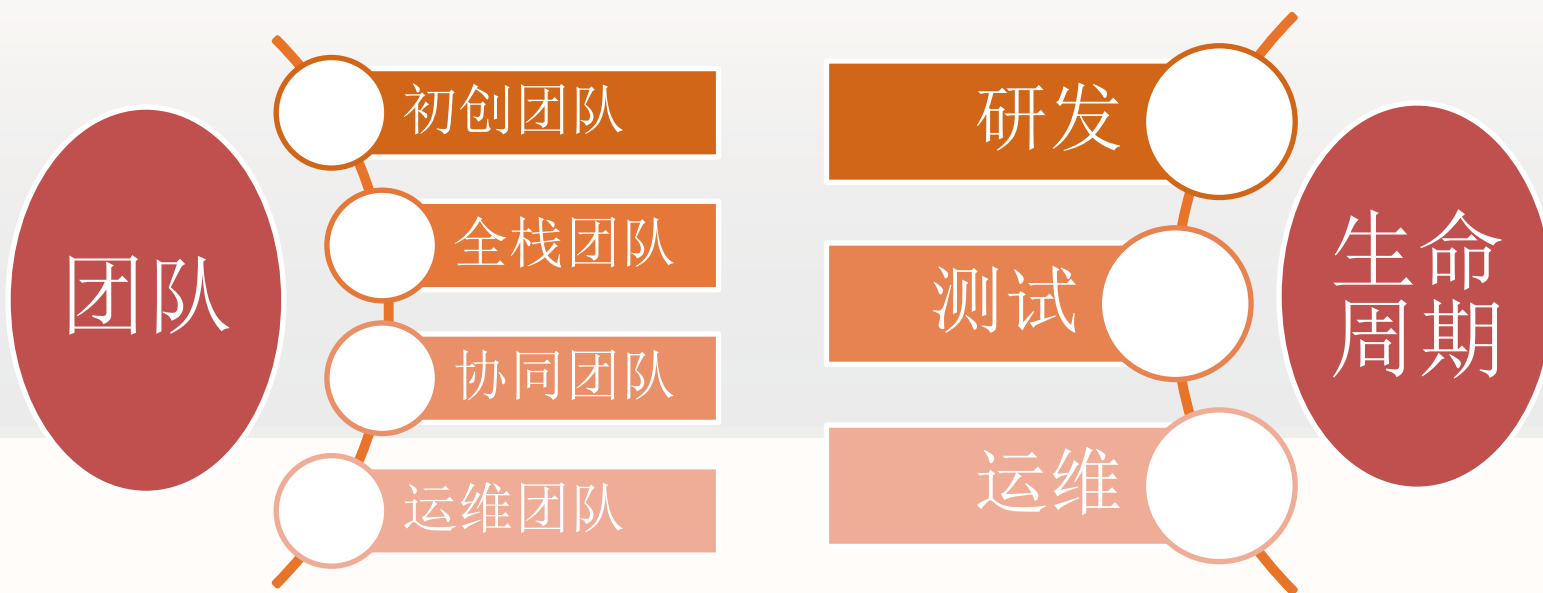 团队
初创团队
全栈团队
协同团队
运维团队
研发
测试
运维
生命
周期